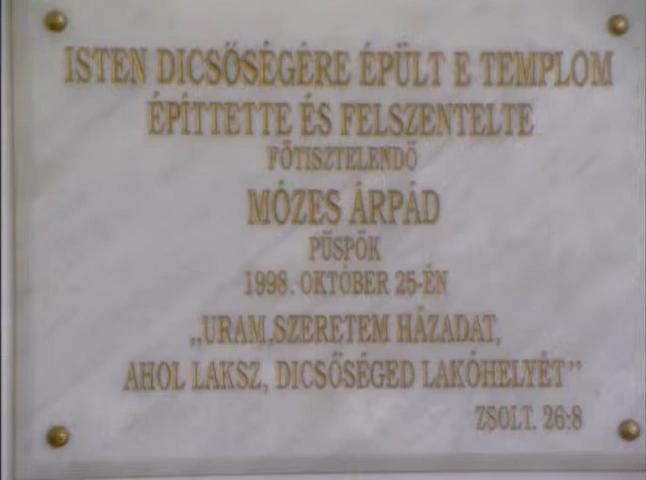 ISTEN DICSŐSÉGÉRE ÉPÜLT E TEMPLOM
ÉPÍTTETTE ÉS FELSZENTELTE
FŐTISZTELENDŐ
MÓZES ÁRPÁD
PÜSPÖK
1998. OKTÓBER 25-ÉN
„URAM,SZERETEM HÁZADAT,
AHOL LAKSZ, DICSŐSÉGED LAKÓHELYÉT”
ZSOLT. 26:8